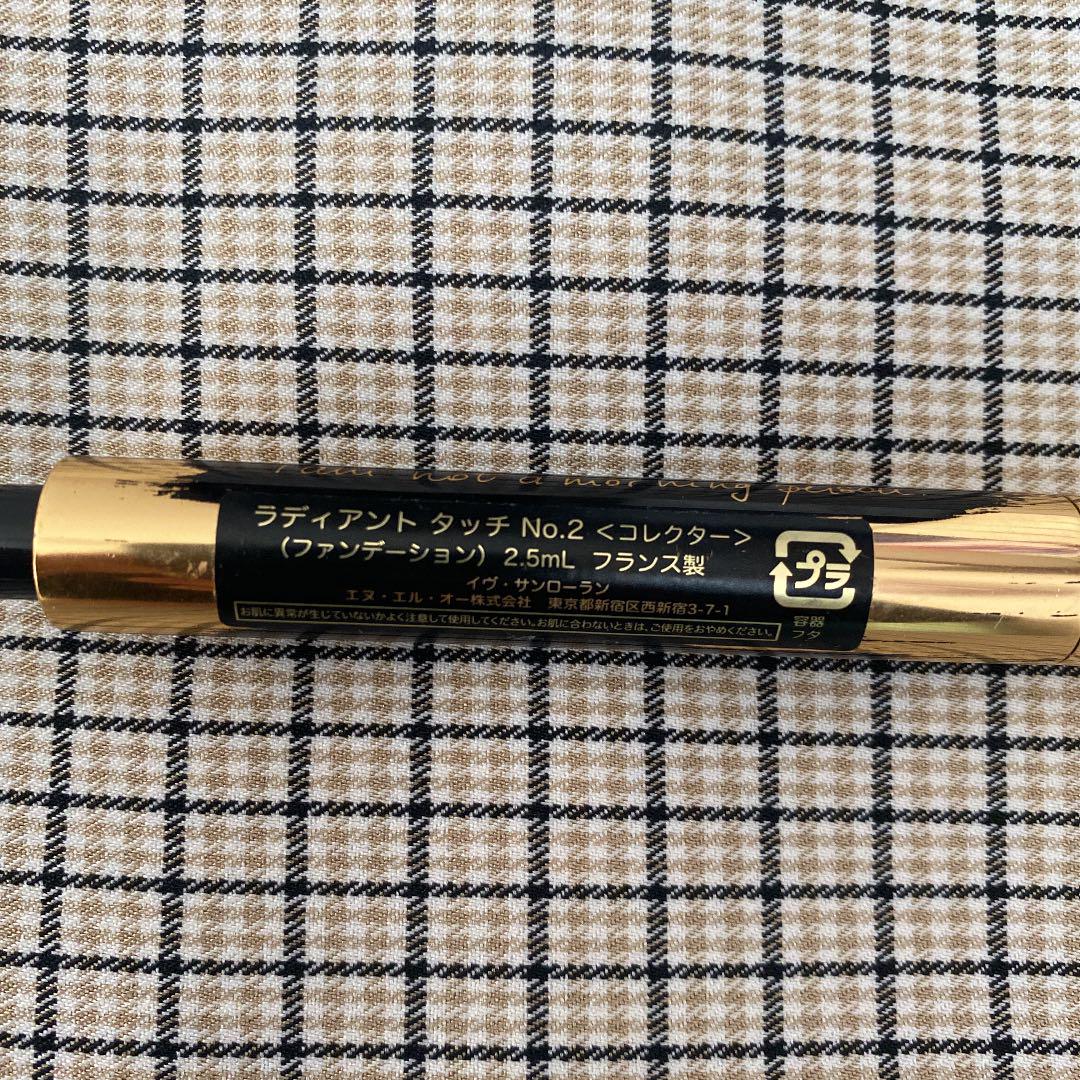 I am not a morning person.
ラディアント タッチ No.2 <コレクター>
(ファンデーション) 2.5mL フランス製
イヴ・サンローラン
エヌ・エル・オー株式会社 東京都新宿区西新宿3-7-1
お肌に異常が生じていないかよく注意して使用してください。お肌に合わないときは、ご使用をおやめください。
プラ
容器
フタ